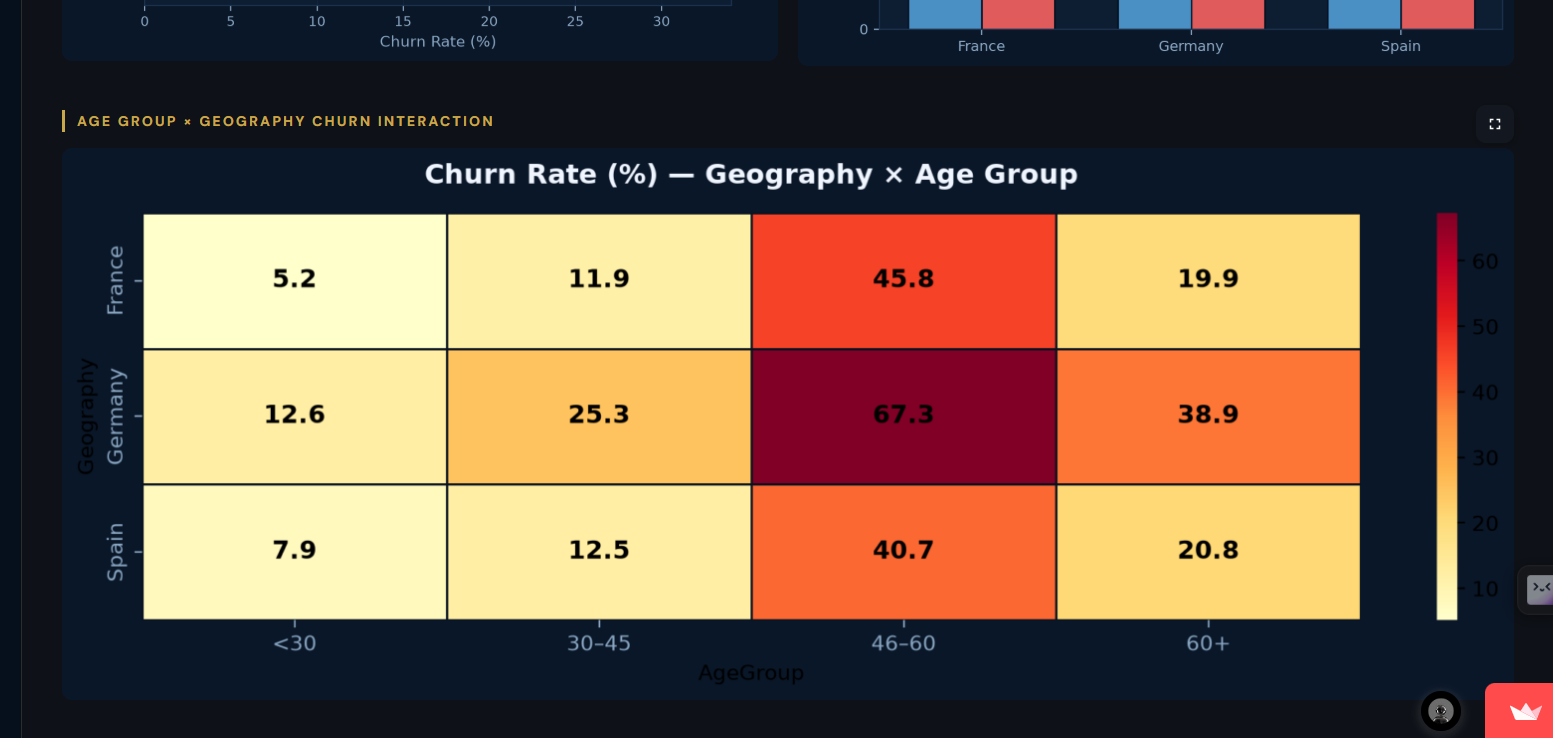 0 5 10 15 20 25 30
Churn Rate (%)
0
France Germany Spain
AGE GROUP × GEOGRAPHY CHURN INTERACTION
Churn Rate (%) — Geography × Age Group
Geography
France 5.2 11.9 45.8 19.9
Germany 12.6 25.3 67.3 38.9
Spain 7.9 12.5 40.7 20.8
<30 30–45 46–60 60+
AgeGroup
60
50
40
30
20
10